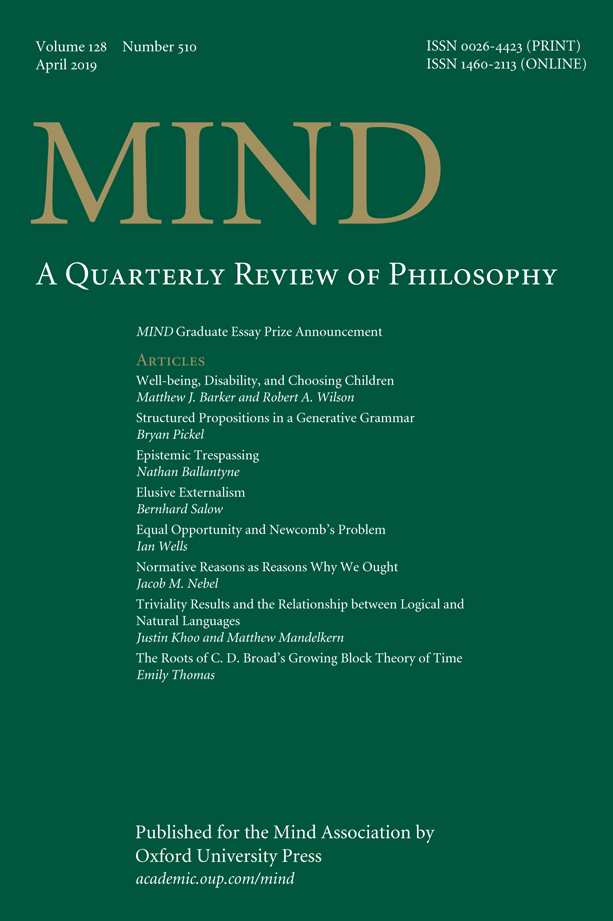 Volume 128 Number 510
April 2019
ISSN 0026-4423 (PRINT)
ISSN 1460-2113 (ONLINE)
MIND
A Quarterly Review of Philosophy
MIND Graduate Essay Prize Announcement
Articles
Well-being, Disability, and Choosing Children
Matthew J. Barker and Robert A. Wilson
Structured Propositions in a Generative Grammar
Bryan Pickel
Epistemic Trespassing
Nathan Ballantyne
Elusive Externalism
Bernhard Salow
Equal Opportunity and Newcomb's Problem
Ian Wells
Normative Reasons as Reasons Why We Ought
Jacob M. Nebel
Triviality Results and the Relationship between Logical and
Natural Languages
Justin Khoo and Matthew Mandelkern
The Roots of C. D. Broad's Growing Block Theory of Time
Emily Thomas
Published for the Mind Association by
Oxford University Press
academic.oup.com/mind